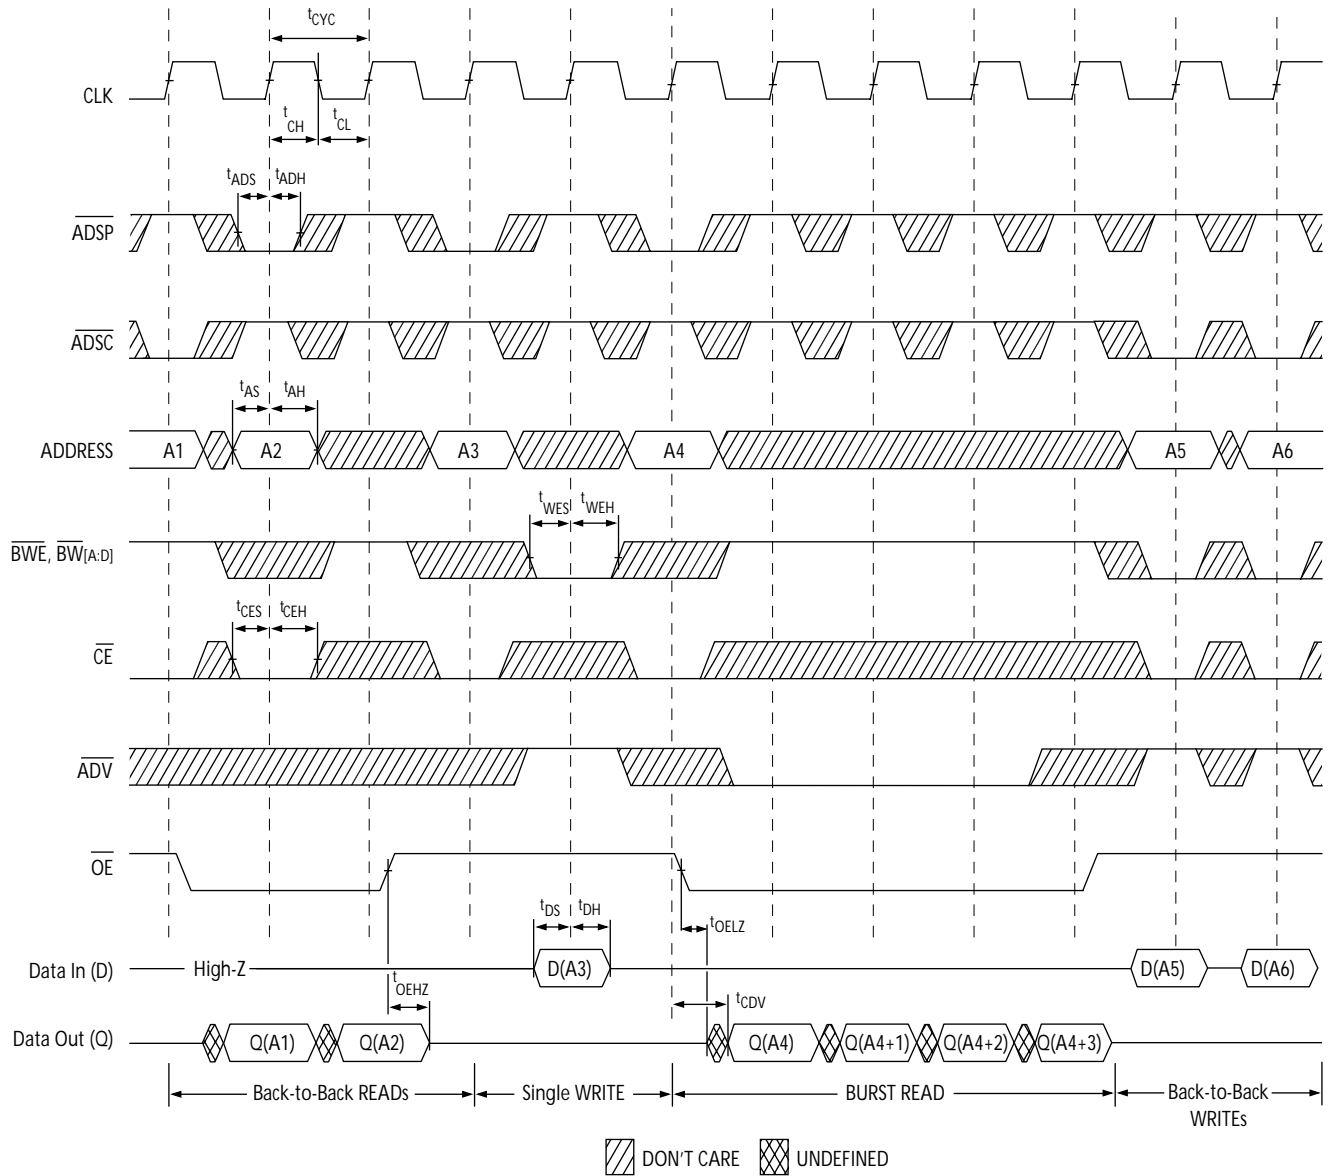 tCYC
CLK
tCH
tCL
tADS
tADH
ADSP
ADSC
tAS
tAH
ADDRESS
A1
A2
A3
A4
A5
A6
tWES
tWEH
BWE, BW[A:D]
tCES
tCEH
CE
ADV
OE
tDS
tDH
tOELZ
Data In (D)
High-Z
D(A3)
D(A5)
D(A6)
tOEHZ
tCDV
Data Out (Q)
Q(A1)
Q(A2)
Q(A4)
Q(A4+1)
Q(A4+2)
Q(A4+3)
Back-to-Back READs
Single WRITE
BURST READ
Back-to-Back
WRITEs
DON'T CARE
UNDEFINED